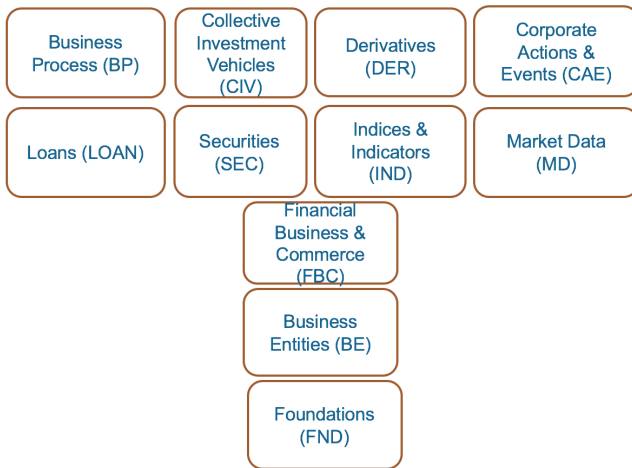 Business
Process (BP)
Collective
Investment
Vehicles
(CIV)
Derivatives
(DER)
Corporate
Actions &
Events (CAE)
Loans (LOAN)
Securities
(SEC)
Indices &
Indicators
(IND)
Market Data
(MD)
Financial
Business &
Commerce
(FBC)
Business
Entities (BE)
Foundations
(FND)